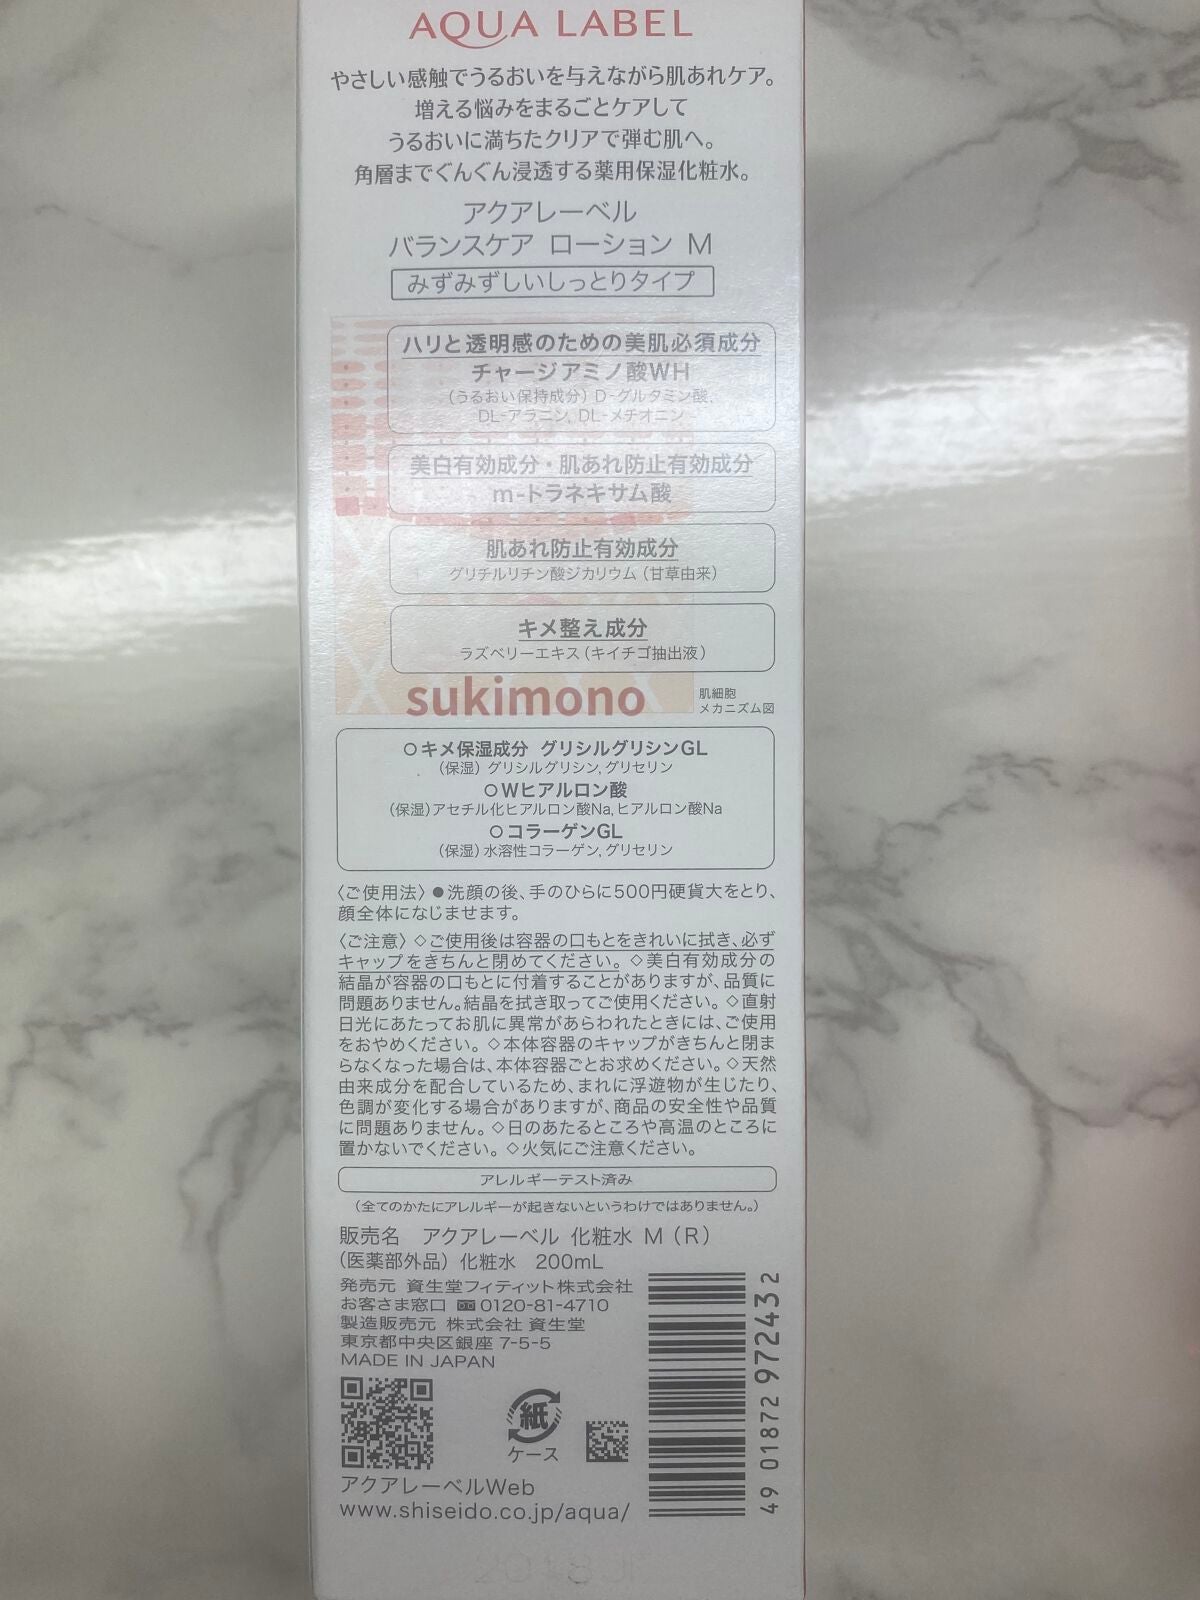 AQUA LABEL
やさしい感触でうるおいを与えながら肌あれケア。
増える悩みをまるごとケアして
うるおいに満ちたクリアで弾む肌へ。
角層までぐんぐん浸透する薬用保湿化粧水。
アクアレーベル
バランスケア ローション M
みずみずしいしっとりタイプ
ハリと透明感のための美肌必須成分
チャージアミノ酸WH
(うるおい保持成分) D-グルタミン酸、
DL-アラニン, DL-メチオニン
美白有効成分・肌あれ防止有効成分
m-トラネキサム酸
肌あれ防止有効成分
グリチルリチン酸ジカリウム (甘草由来)
キメ整え成分
ラズベリーエキス (キイチゴ抽出液)
sukimono
肌細胞
メカニズム図
○キメ保湿成分 グリシルグリシンGL
(保湿) グリシルグリシン, グリセリン
○Wヒアルロン酸
(保湿)アセチル化ヒアルロン酸Na, ヒアルロン酸Na
○コラーゲンGL
(保湿) 水溶性コラーゲン, グリセリン
〈ご使用法〉●洗顔の後、手のひらに500円硬貨大をとり、
顔全体になじませます。
〈ご注意〉◇ご使用後は容器の口もとをきれいに拭き、必ず
キャップをきちんと閉めてください。◇美白有効成分の
結晶が容器の口もとに付着することがありますが、品質に
問題ありません。結晶を拭き取ってご使用ください。◇直射
日光にあたってお肌に異常があらわれたときには、ご使用
をおやめください。◇本体容器のキャップがきちんと閉ま
らなくなった場合は、本体容器ごとお求めください。◇天然
由来成分を配合しているため、まれに浮遊物が生じたり、
色調が変化する場合がありますが、商品の安全性や品質
に問題ありません。◇日のあたるところや高温のところに
置かないでください。◇火気にご注意ください。
アレルギーテスト済み
(全てのかたにアレルギーが起きないというわけではありません。)
販売名 アクアレーベル 化粧水 M (R)
(医薬部外品) 化粧水 200mL
発売元 資生堂フィティット株式会社
お客さま窓口 0120-81-4710
製造販売元 株式会社 資生堂
東京都中央区銀座 7-5-5
MADE IN JAPAN
紙
ケース
アクアレーベルWeb
www.shiseido.co.jp/aqua/
49 01872 972432